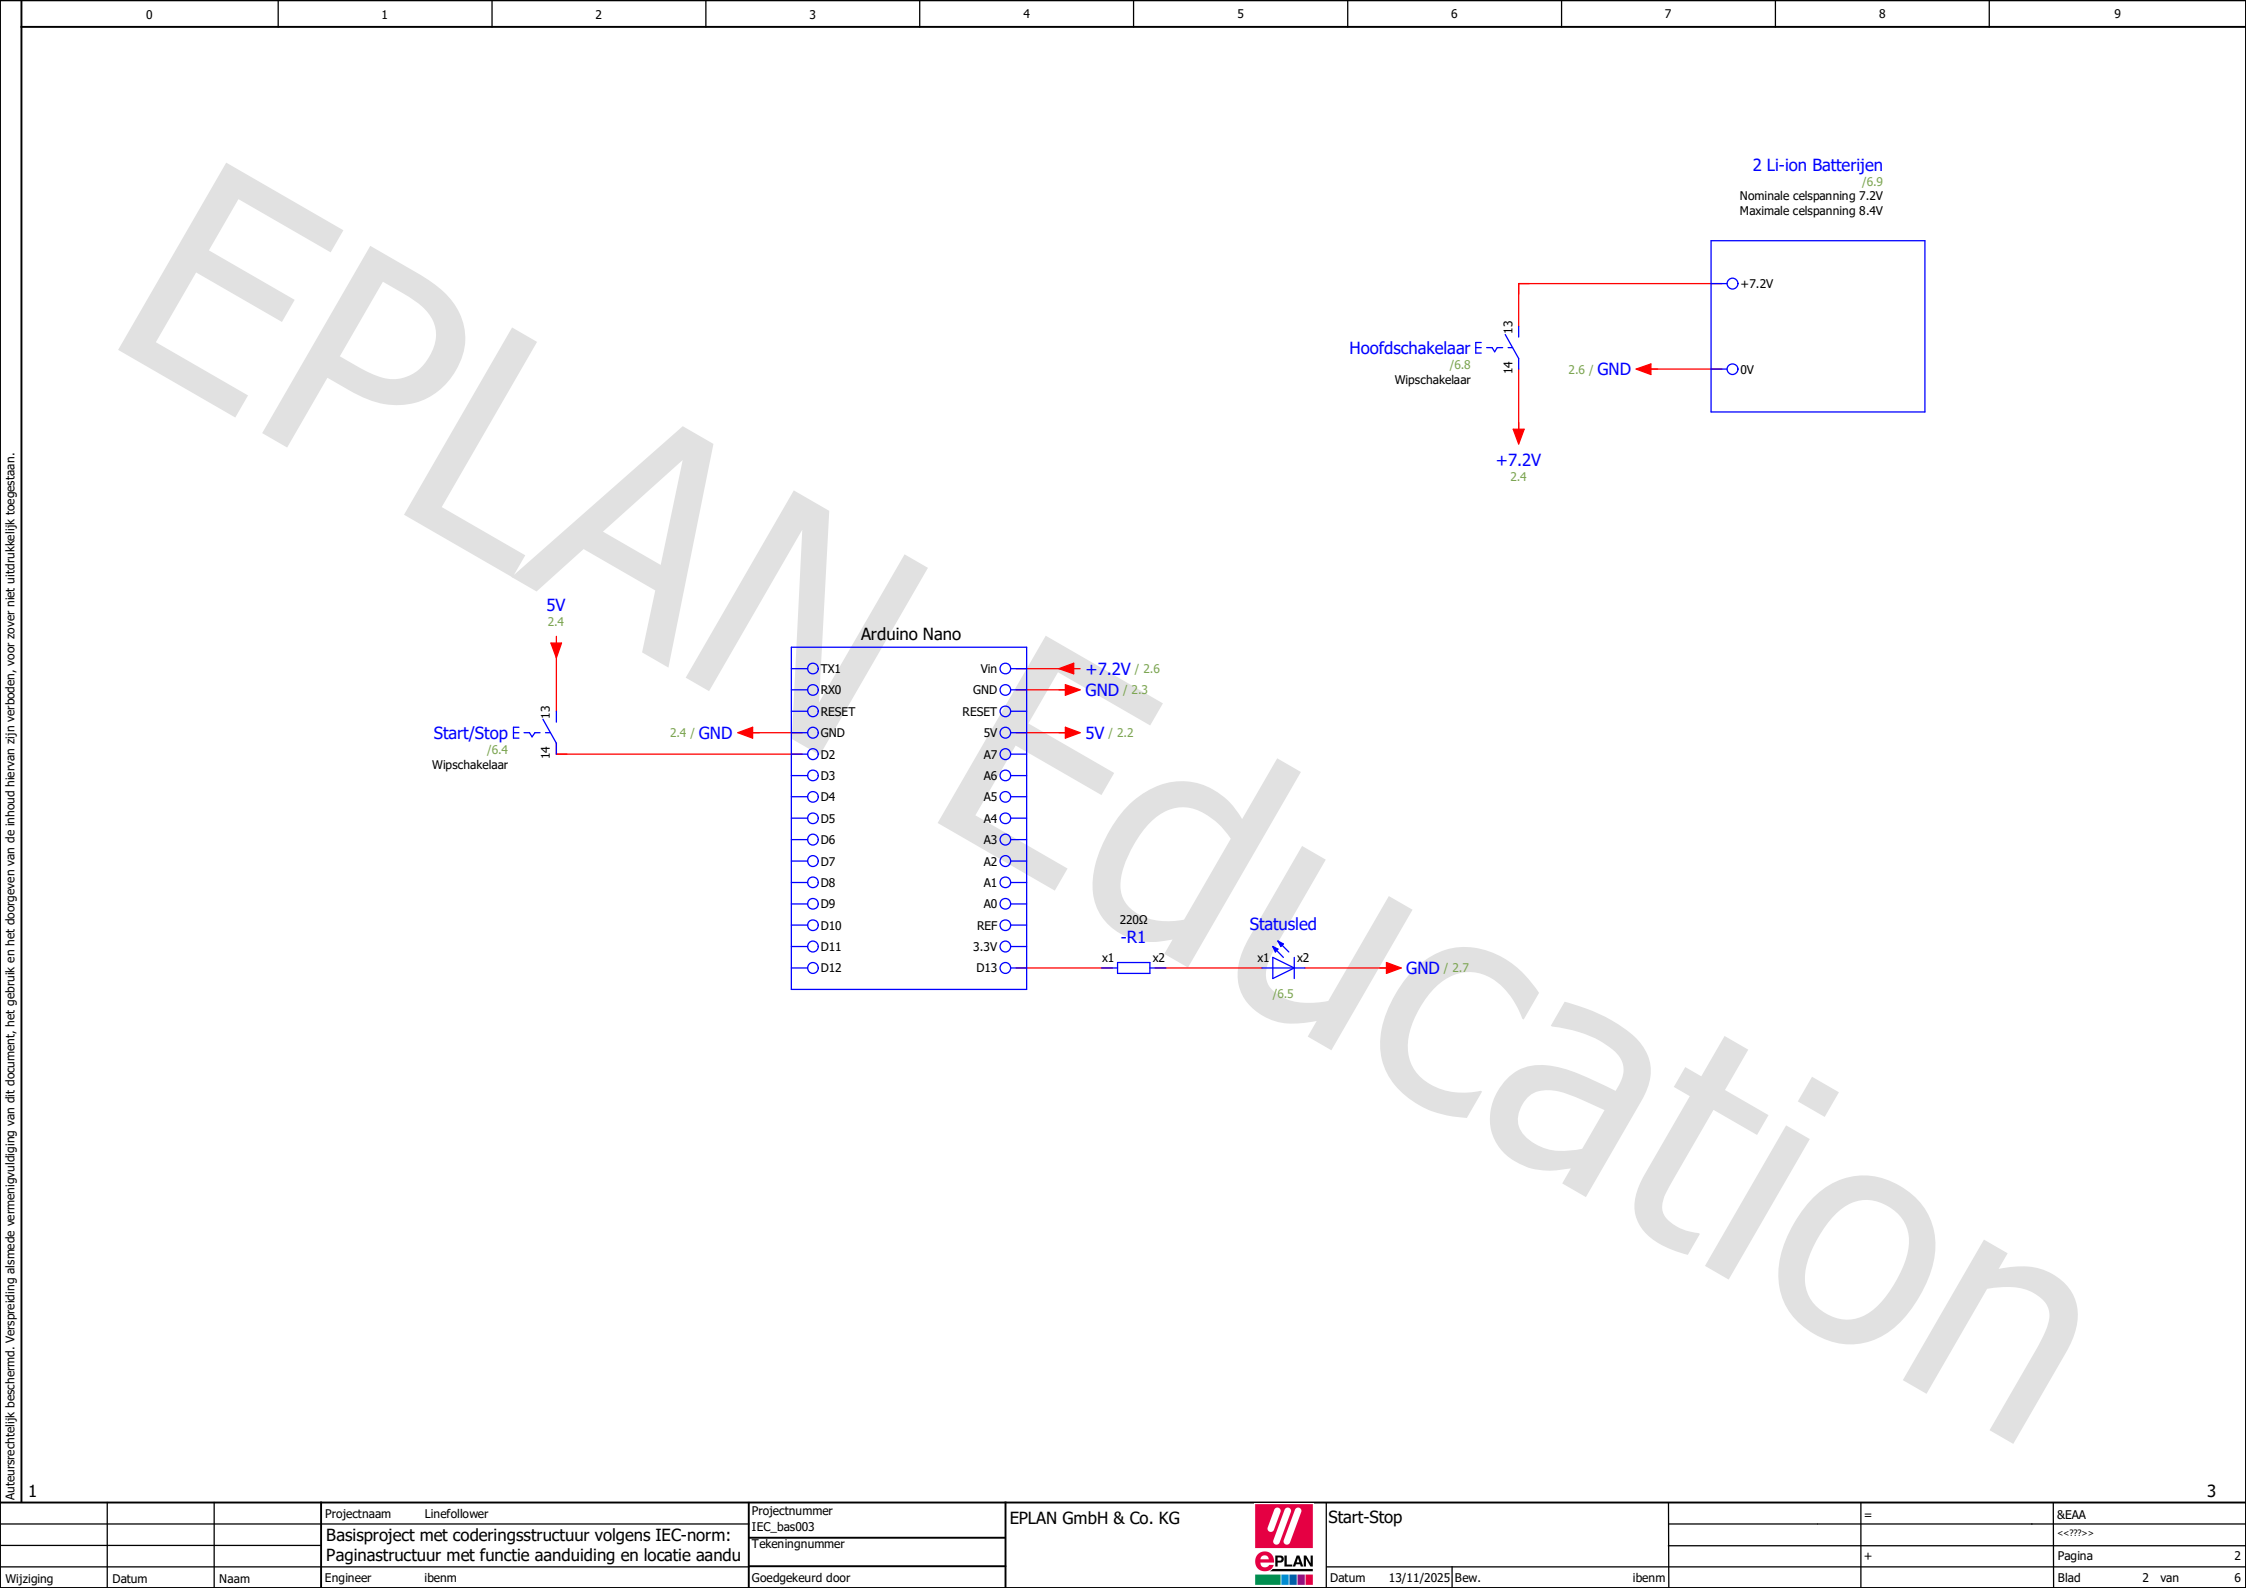 0 1 2 3 4 5 6 7 8 9
2 Li-ion Batterijen
/6.9
Nominale celspanning 7.2V
Maximale celspanning 8.4V
+7.2V
13
Hoofdschakelaar E
/6.8
14
Wipschakelaar
2.6 / GND
0V
+7.2V
2.4
5V
2.4
Arduino Nano
TX1 Vin +7.2V / 2.6
RX0 GND GND / 2.3
13
RESET RESET
Start/Stop E
2.4 / GND
GND 5V 5V / 2.2
/6.4
14
D2 A7
Wipschakelaar
D3 A6
D4 A5
D5 A4
D6 A3
D7 A2
D8 A1
D9 A0
D10 REF
D11 3.3V
D12 D13
220Ω
-R1
x1 x2
Statusled
x1 x2
/6.5
GND / 2.7
EPLAN Education
Auteursrechtelijk beschermd. Verspreiding alsmede vermenigvuldiging van dit document, het gebruik en het doorgeven van de inhoud hiervan zijn verboden, voor zover niet uitdrukkelijk toegestaan.
1
3
Wijziging Datum Naam
Projectnaam Linefollower
Basisproject met coderingsstructuur volgens IEC-norm:
Paginastructuur met functie aanduiding en locatie aandu
Engineer ibenm
Projectnummer
IEC_bas003
Tekeningnummer
Goedgekeurd door
EPLAN GmbH & Co. KG
ePLAN
Start-Stop
Datum 13/11/2025 Bew. ibenm
=
+
&EAA
<<???>>
Pagina 2
Blad 2 van 6